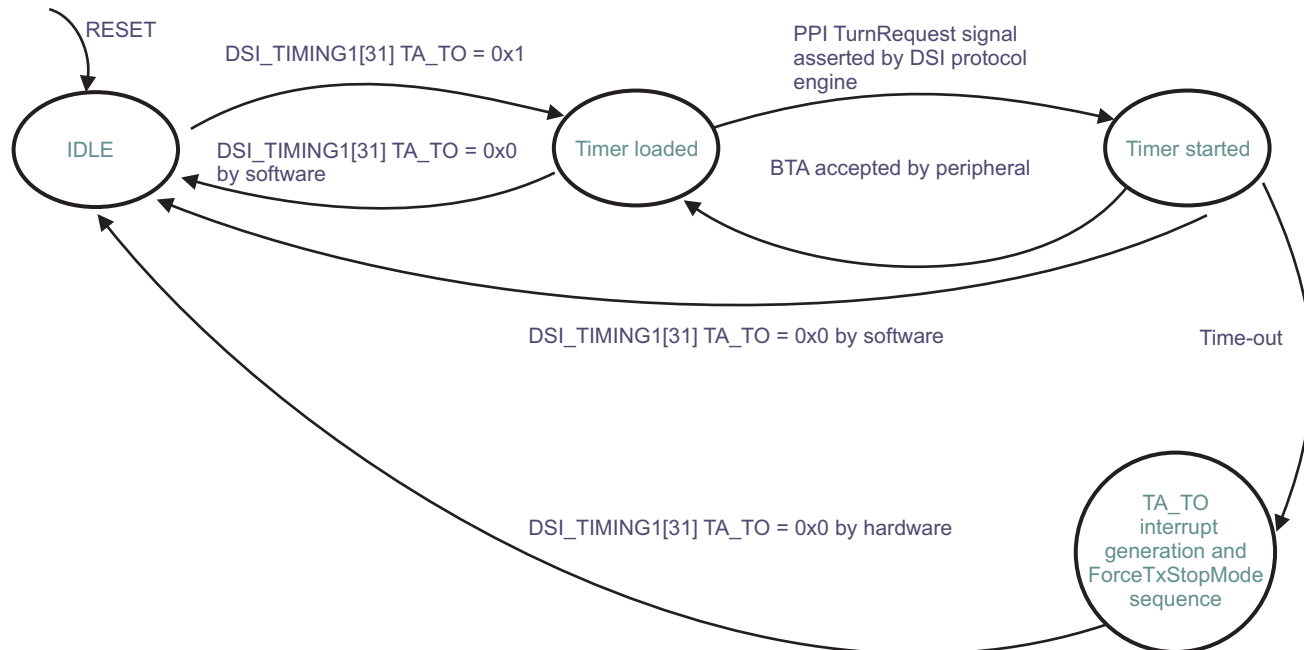 RESET
DSI_TIMING1[31] TA_TO = 0x1
PPI TurnRequest signal
asserted by DSI protocol
engine
IDLE
DSI_TIMING1[31] TA_TO = 0x0
by software
Timer loaded
BTA accepted by peripheral
Timer started
DSI_TIMING1[31] TA_TO = 0x0 by software
Time-out
DSI_TIMING1[31] TA_TO = 0x0 by hardware
TA_TO
interrupt
generation and
ForceTxStopMode
sequence